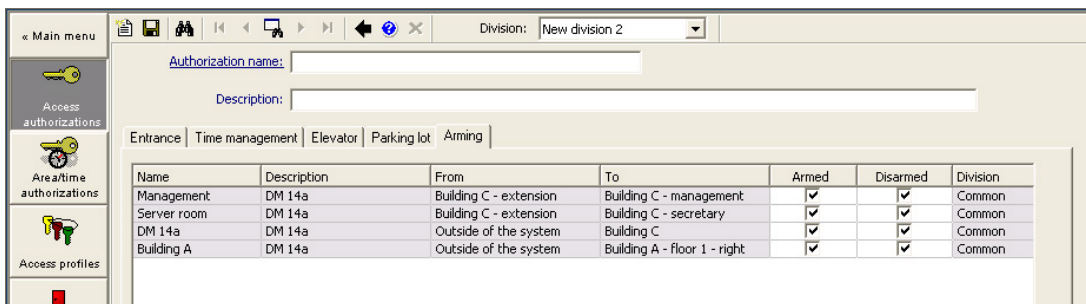 « Main menu
Division: New division 2
Authorization name:
Description:
Access authorizations
Entrance Time management Elevator Parking lot Arming
Area/time authorizations
Name Description From To Armed Disarmed Division
Management DM 14a Building C - extension Building C - management Common
Server room DM 14a Building C - extension Building C - secretary Common
DM 14a DM 14a Outside of the system Building C Common
Building A DM 14a Outside of the system Building A - floor 1 - right Common
Access profiles